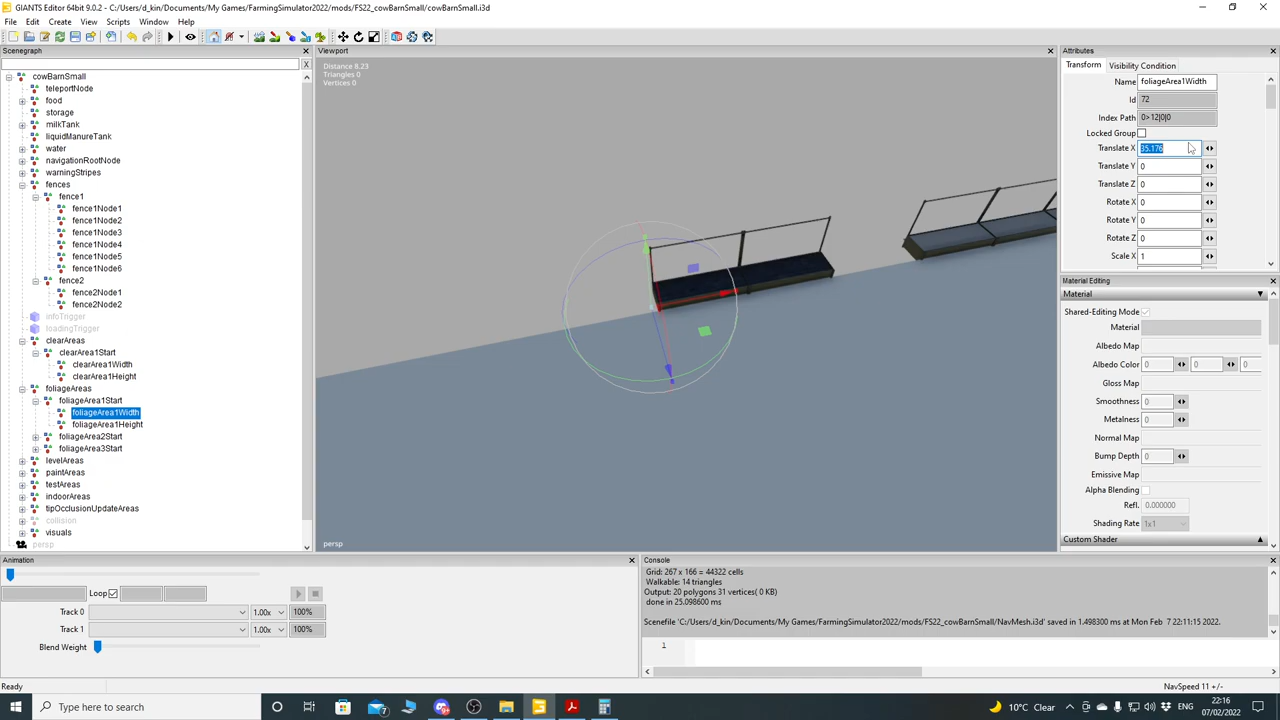 GIANTS Editor 64bit 9.0.2 - C:/Users/d_kin/Documents/My Games/FarmingSimulator2022/mods/FS22_cowBarnSmall/cowBarnSmall.i3d
File Edit Create View Scripts Window Help
Scenegraph
X
cowBarnSmall
teleportNode
food
storage
milkTank
liquidManureTank
water
navigationRootNode
warningStripes
fences
fence1
fence1Node1
fence1Node2
fence1Node3
fence1Node4
fence1Node5
fence1Node6
fence2
fence2Node1
fence2Node2
infoTrigger
loadingTrigger
clearAreas
clearArea1Start
clearArea1Width
clearArea1Height
foliageAreas
foliageArea1Start
foliageArea1Width
foliageArea1Height
foliageArea2Start
foliageArea3Start
levelAreas
paintAreas
testAreas
indoorAreas
tipOcclusionUpdateAreas
collision
visuals
persp
Viewport
Distance 8.23
Triangles 0
Vertices 0
persp
Attributes
Transform Visibility Condition
Name foliageArea1Width
Id 72
Index Path 0>12|0|0
Locked Group
Translate X 35.176
Translate Y 0
Translate Z 0
Rotate X 0
Rotate Y 0
Rotate Z 0
Scale X 1
Material Editing
Material
Shared-Editing Mode
Material
Albedo Map
Albedo Color 0 0 0
Gloss Map
Smoothness 0
Metalness 0
Normal Map
Bump Depth 0
Emissive Map
Alpha Blending
Refl. 0.000000
Shading Rate 1x1
Custom Shader
Animation
Loop
Track 0 1.00x 100%
Track 1 1.00x 100%
Blend Weight
Console
Grid: 267 x 166 = 44322 cells
Walkable: 14 triangles
Output: 20 polygons 31 vertices( 0 KB)
done in 25.098600 ms
Scenefile 'C:/Users/d_kin/Documents/My Games/FarmingSimulator2022/mods/FS22_cowBarnSmall/NavMesh.i3d' saved in 1.498300 ms at Mon Feb 7 22:11:15 2022.
1
Ready
NavSpeed 11 +/-
Type here to search
10°C Clear
ENG
22:16
07/02/2022